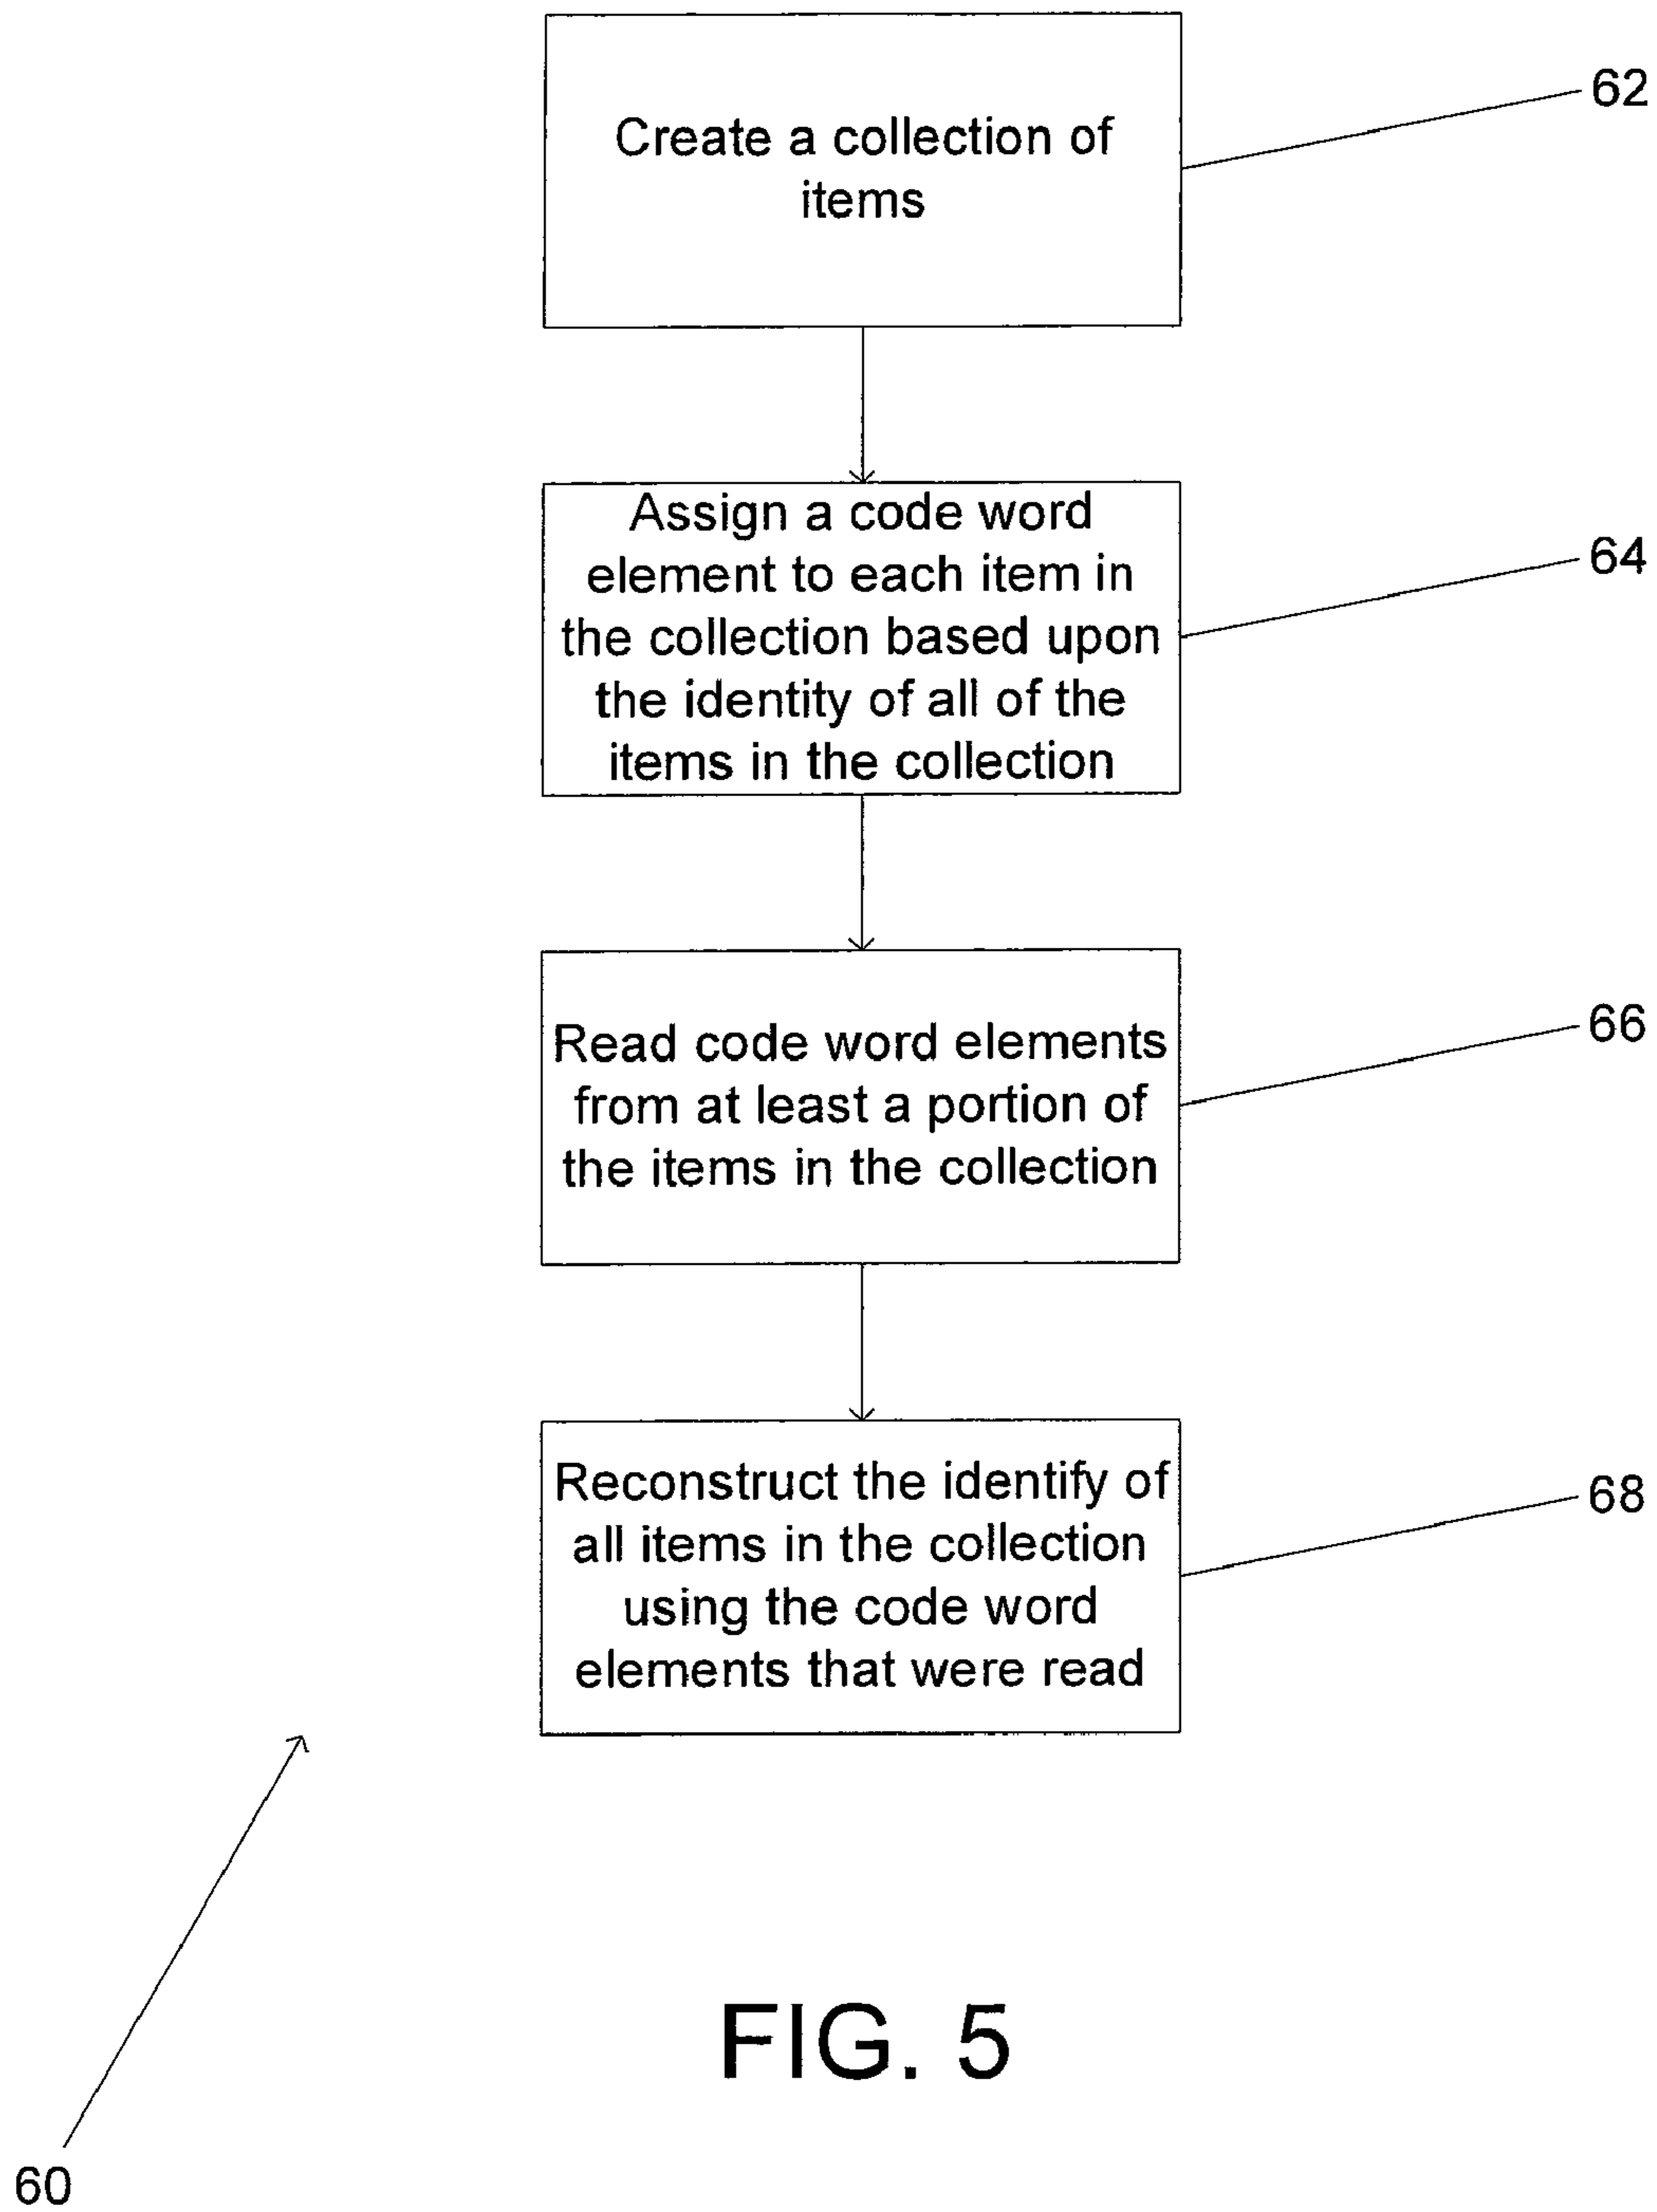 Create a collection of
items
62
Assign a code word
element to each item in
the collection based upon
the identity of all of the
items in the collection
64
Read code word elements
from at least a portion of
the items in the collection
66
Reconstruct the identify of
all items in the collection
using the code word
elements that were read
68
FIG. 5
60